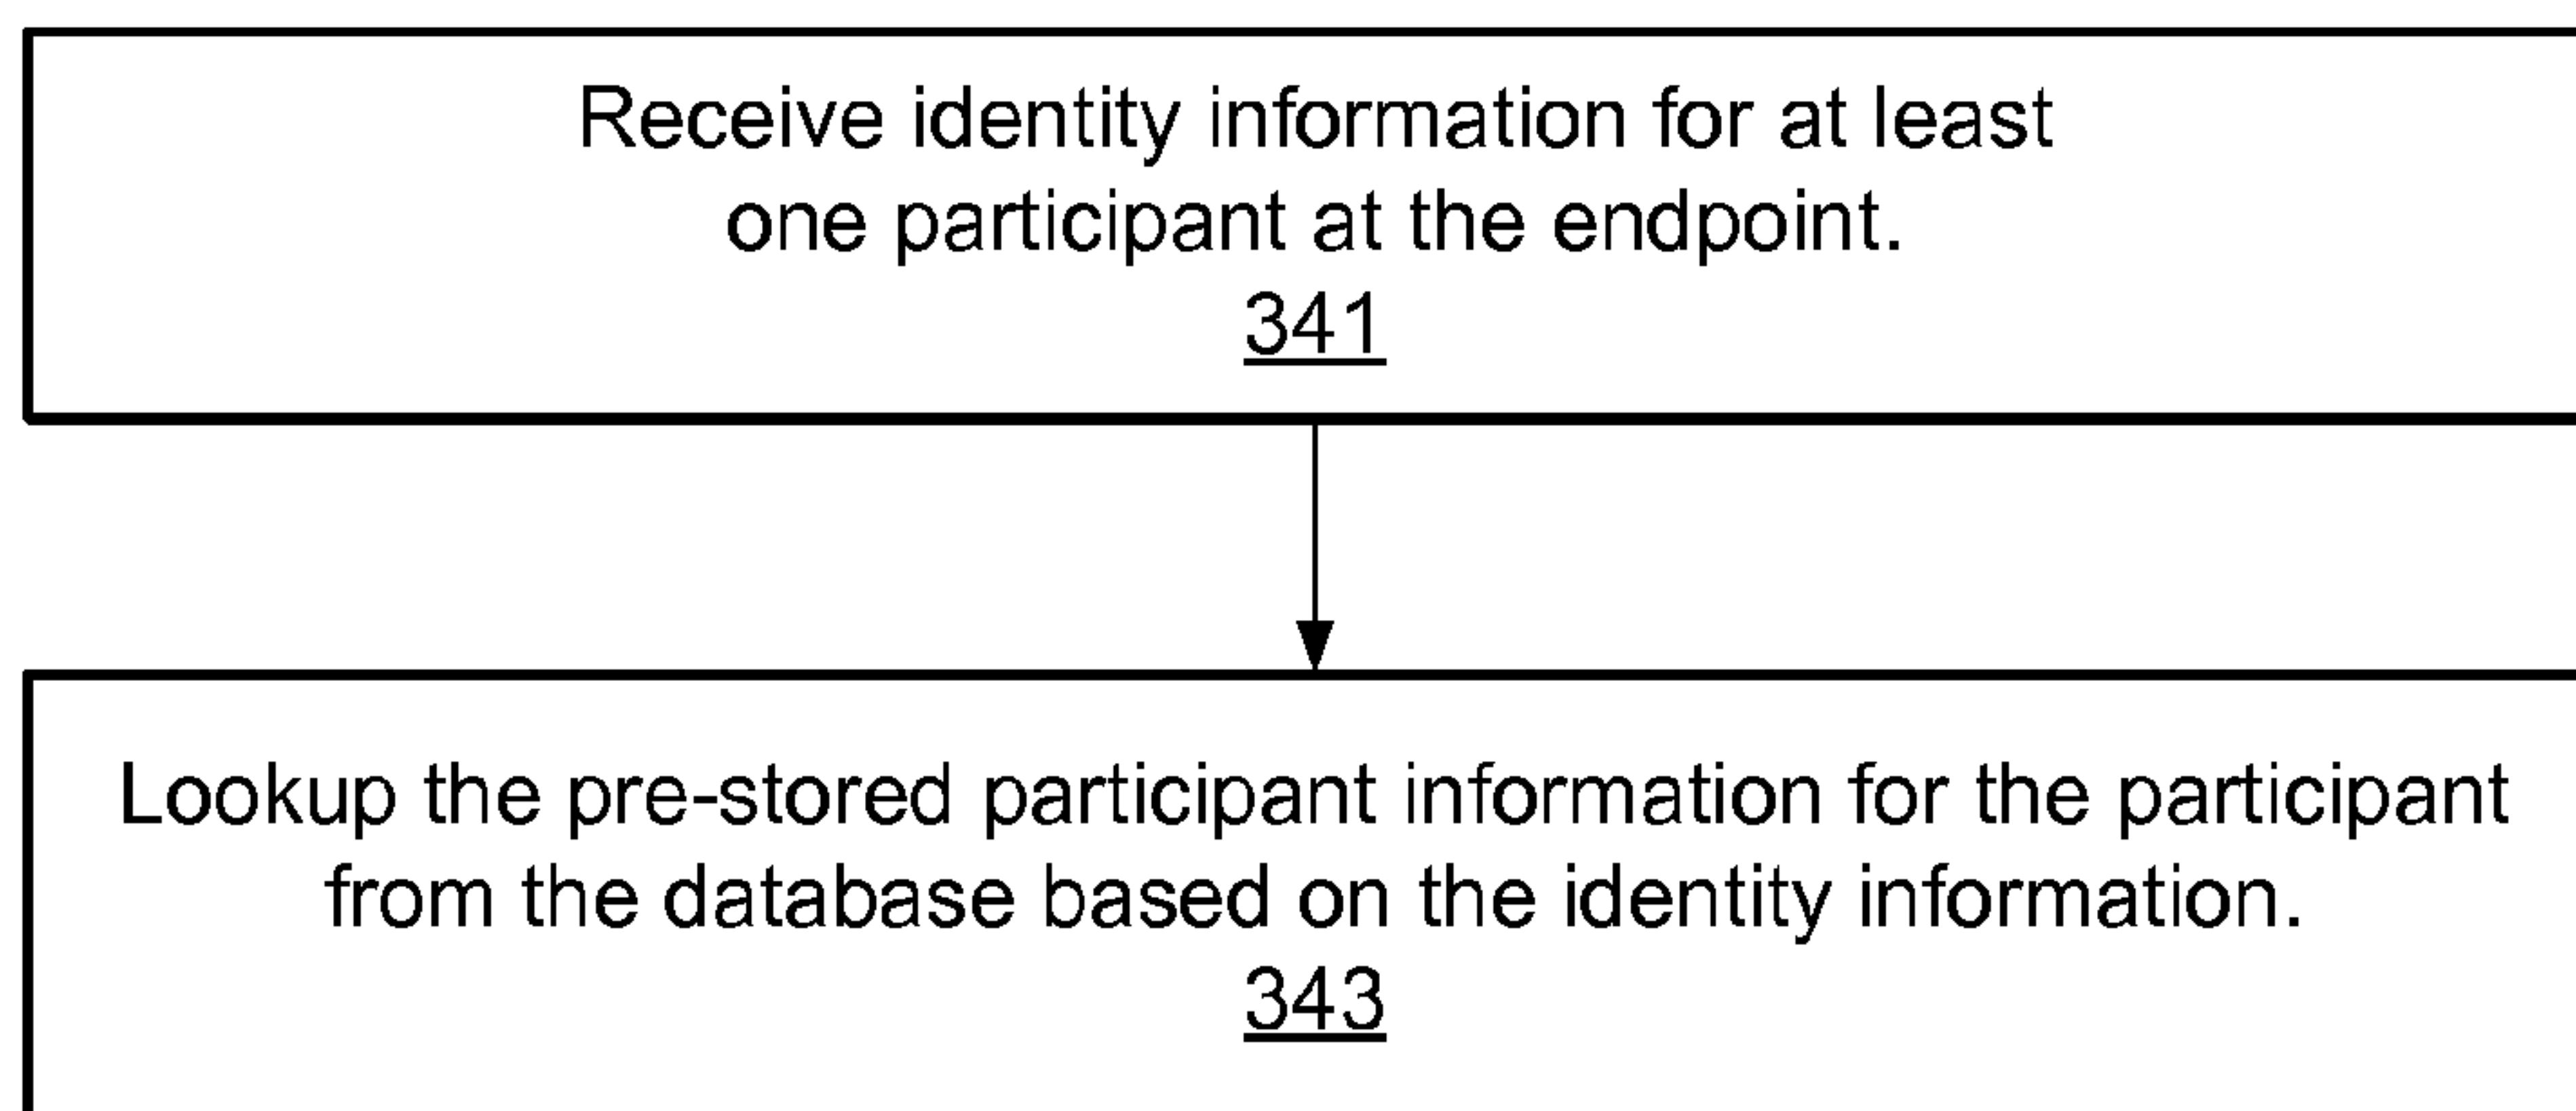 Receive identity information for at least
one participant at the endpoint.
341
Lookup the pre-stored participant information for the participant
from the database based on the identity information.
343